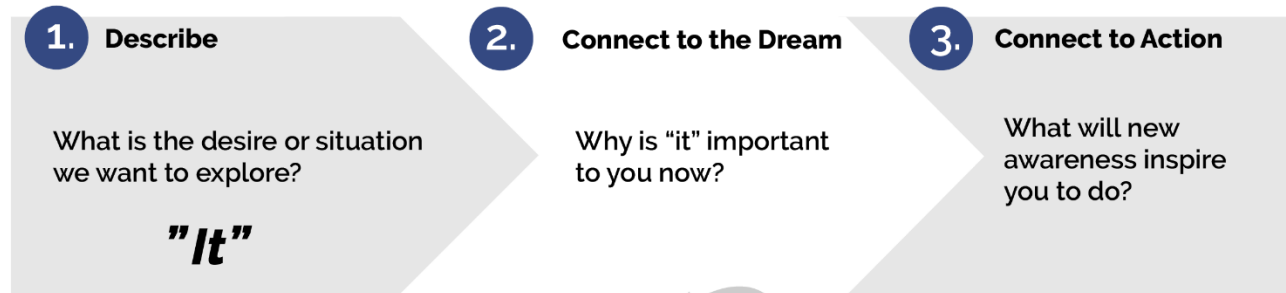 1. Describe
What is the desire or situation
we want to explore?
"It"
2. Connect to the Dream
Why is “it” important
to you now?
3. Connect to Action
What will new
awareness inspire
you to do?